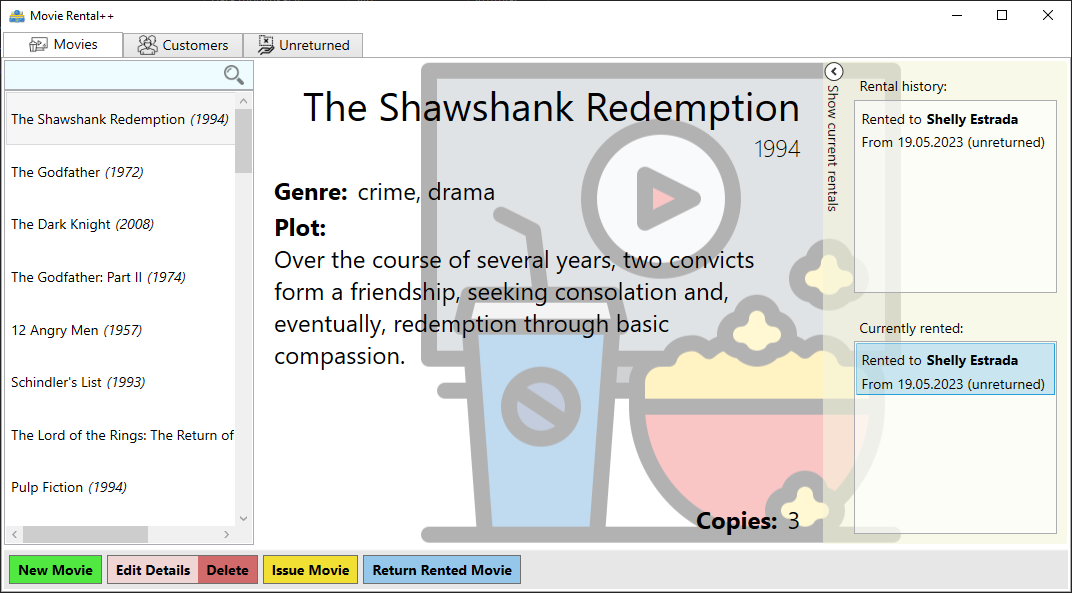 Movie Rental++
Movies
Customers
Unreturned
The Shawshank Redemption (1994)
The Godfather (1972)
The Dark Knight (2008)
The Godfather: Part II (1974)
12 Angry Men (1957)
Schindler's List (1993)
The Lord of the Rings: The Return of
Pulp Fiction (1994)
The Shawshank Redemption
1994
Genre: crime, drama
Plot:
Over the course of several years, two convicts
form a friendship, seeking consolation and,
eventually, redemption through basic
compassion.
Copies: 3
Show current rentals
Rental history:
Rented to Shelly Estrada
From 19.05.2023 (unreturned)
Currently rented:
Rented to Shelly Estrada
From 19.05.2023 (unreturned)
New Movie
Edit Details
Delete
Issue Movie
Return Rented Movie